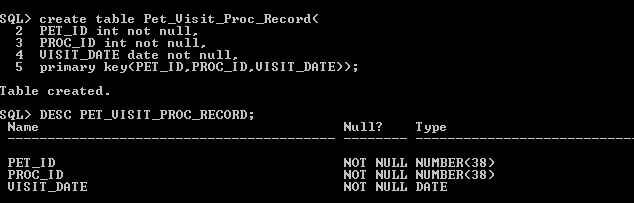 SQL> create table Pet_Visit_Proc_Record(
2 PET_ID int not null,
3 PROC_ID int not null,
4 VISIT_DATE date not null,
5 primary key(PET_ID,PROC_ID,VISIT_DATE));
Table created.
SQL> DESC PET_VISIT_PROC_RECORD;
Name Null? Type
----------------------------------------- -------- ----------------------------
PET_ID NOT NULL NUMBER(38)
PROC_ID NOT NULL NUMBER(38)
VISIT_DATE NOT NULL DATE